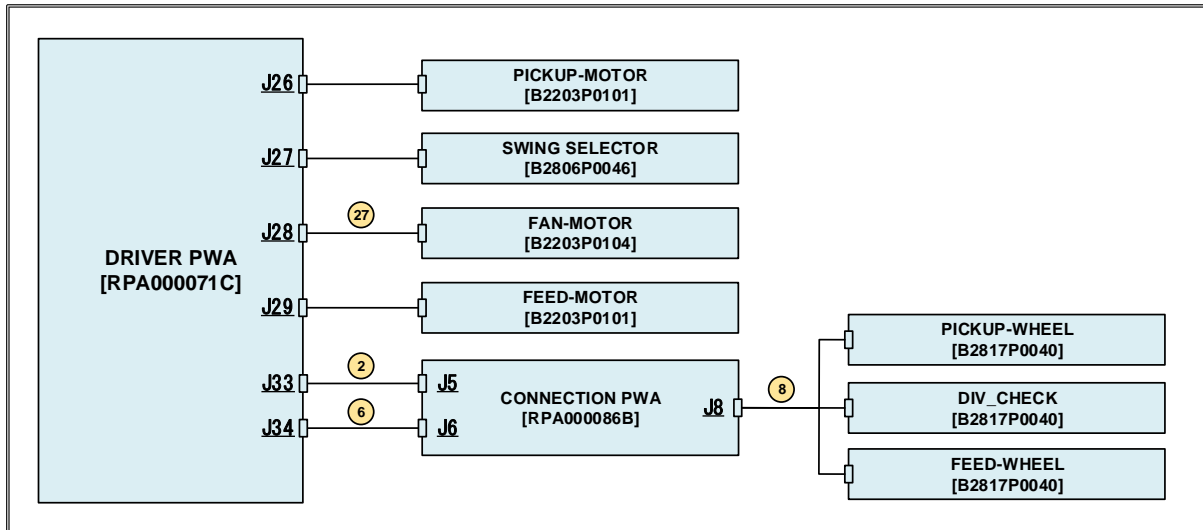 J26
PICKUP-MOTOR
[B2203P0101]
J27
SWING SELECTOR
[B2806P0046]
27
J28
FAN-MOTOR
[B2203P0104]
DRIVER PWA
[RPA000071C]
J29
FEED-MOTOR
[B2203P0101]
PICKUP-WHEEL
[B2817P0040]
2
J33
J5
CONNECTION PWA
[RPA000086B]
J8
8
DIV_CHECK
[B2817P0040]
6
J34
J6
FEED-WHEEL
[B2817P0040]